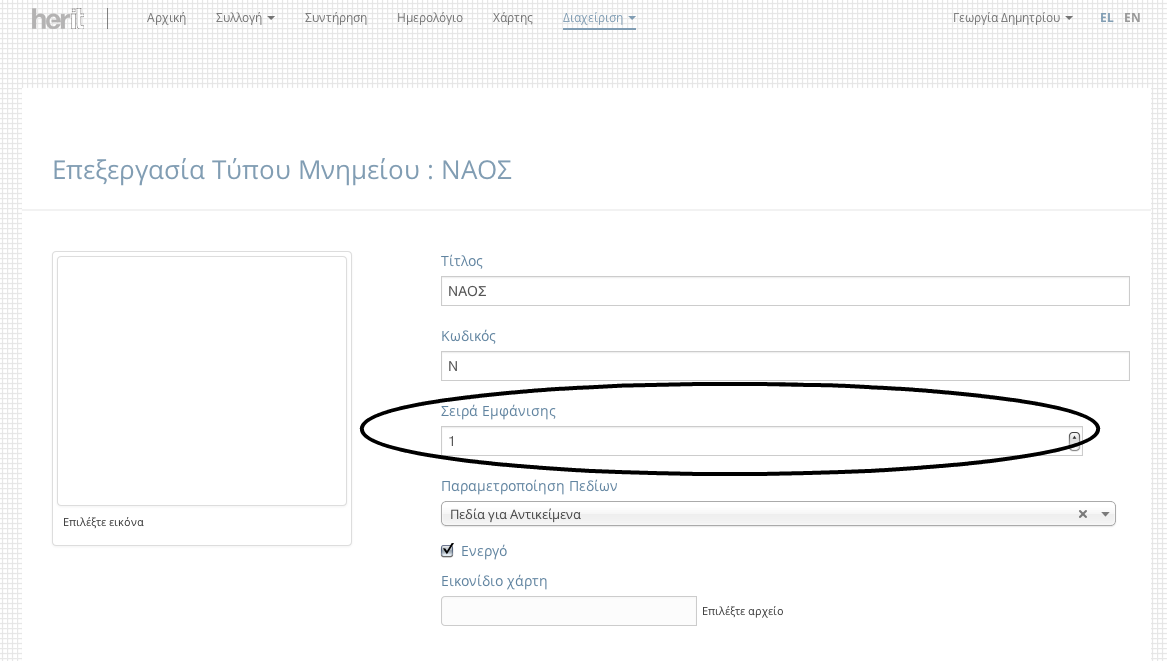 herit Αρχική Συλλογή Συντήρηση Ημερολόγιο Χάρτης Διαχείριση Γεωργία Δημητρίου EL EN
Επεξεργασία Τύπου Μνημείου : ΝΑΟΣ
Τίτλος
ΝΑΟΣ
Κωδικός
Ν
Σειρά Εμφάνισης
1
Παραμετροποίηση Πεδίων
Πεδία για Αντικείμενα
Επιλέξτε εικόνα
Ενεργό
Εικονίδιο χάρτη
Επιλέξτε αρχείο